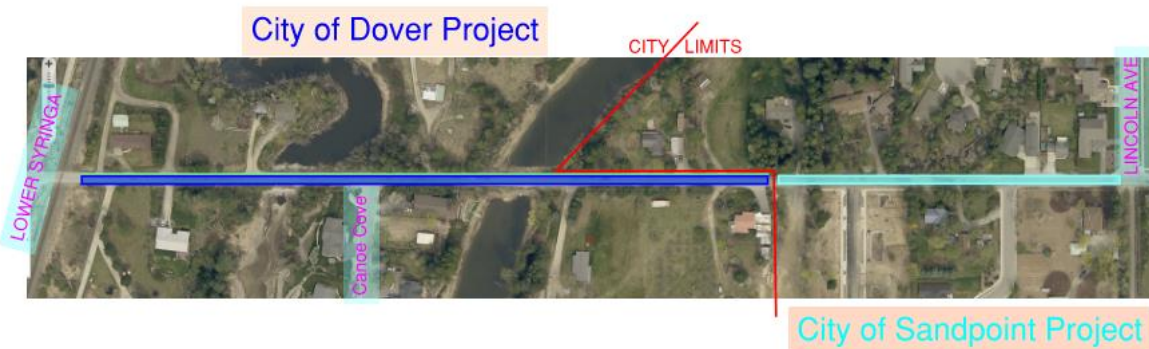 City of Dover Project
CITY LIMITS
LOWER SYRINGA
LINCOLN AVE
Canoe Cove
City of Sandpoint Project